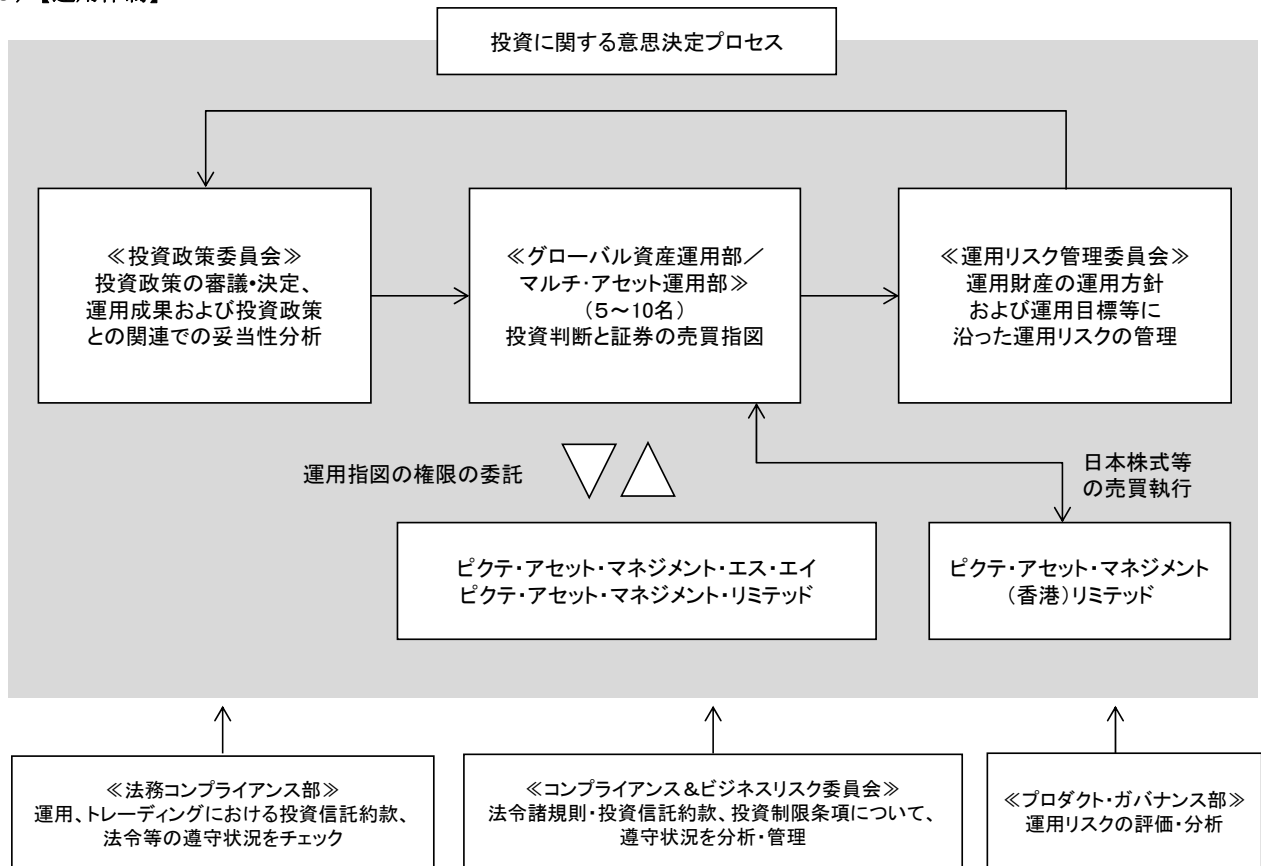 【運用体制】
投資に関する意思決定プロセス
≪投資政策委員会≫
投資政策の審議・決定、
運用成果および投資政策
との関連での妥当性分析
≪グローバル資産運用部／
マルチ・アセット運用部≫
（5～10名）
投資判断と証券の売買指図
≪運用リスク管理委員会≫
運用財産の運用方針
および運用目標等に
沿った運用リスクの管理
運用指図の権限の委託
日本株式等
の売買執行
ピクテ・アセット・マネジメント・エス・エイ
ピクテ・アセット・マネジメント・リミテッド
ピクテ・アセット・マネジメント
（香港）リミテッド
≪法務コンプライアンス部≫
運用、トレーディングにおける投資信託約款、
法令等の遵守状況をチェック
≪コンプライアンス＆ビジネスリスク委員会≫
法令諸規則・投資信託約款、投資制限条項について、
遵守状況を分析・管理
≪プロダクト・ガバナンス部≫
運用リスクの評価・分析